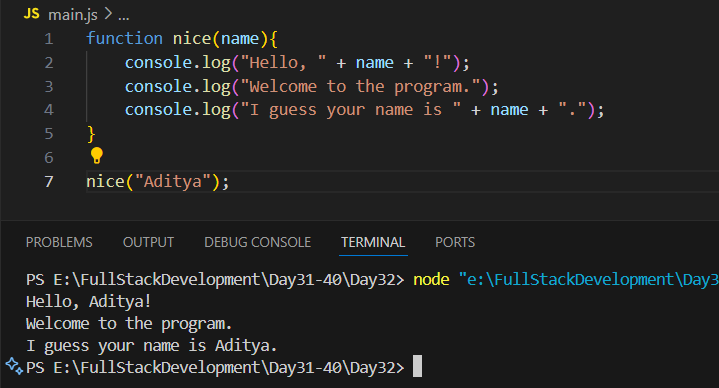 JS main.js > ...
1 function nice(name){
2     console.log("Hello, " + name + "!");
3     console.log("Welcome to the program.");
4     console.log("I guess your name is " + name + ".");
5 }
6
7 nice("Aditya");
PROBLEMS OUTPUT DEBUG CONSOLE TERMINAL PORTS
PS E:\FullStackDevelopment\Day31-40\Day32> node "e:\FullStackDevelopment\Day3
Hello, Aditya!
Welcome to the program.
I guess your name is Aditya.
PS E:\FullStackDevelopment\Day31-40\Day32>